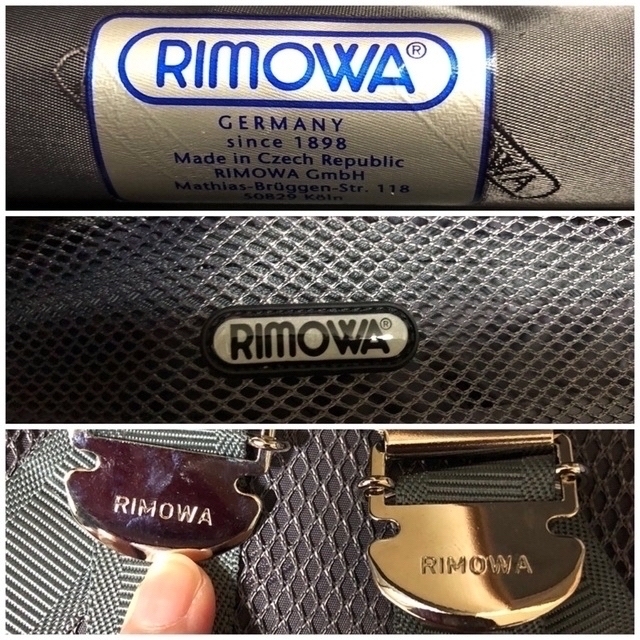 RIMOWA®
GERMANY
since 1898
Made in Czech Republic
RIMOWA GmbH
Mathias-Brüggen-Str. 118
50829 Köln
RIMOWA®
RIMOWA
RIMOWA